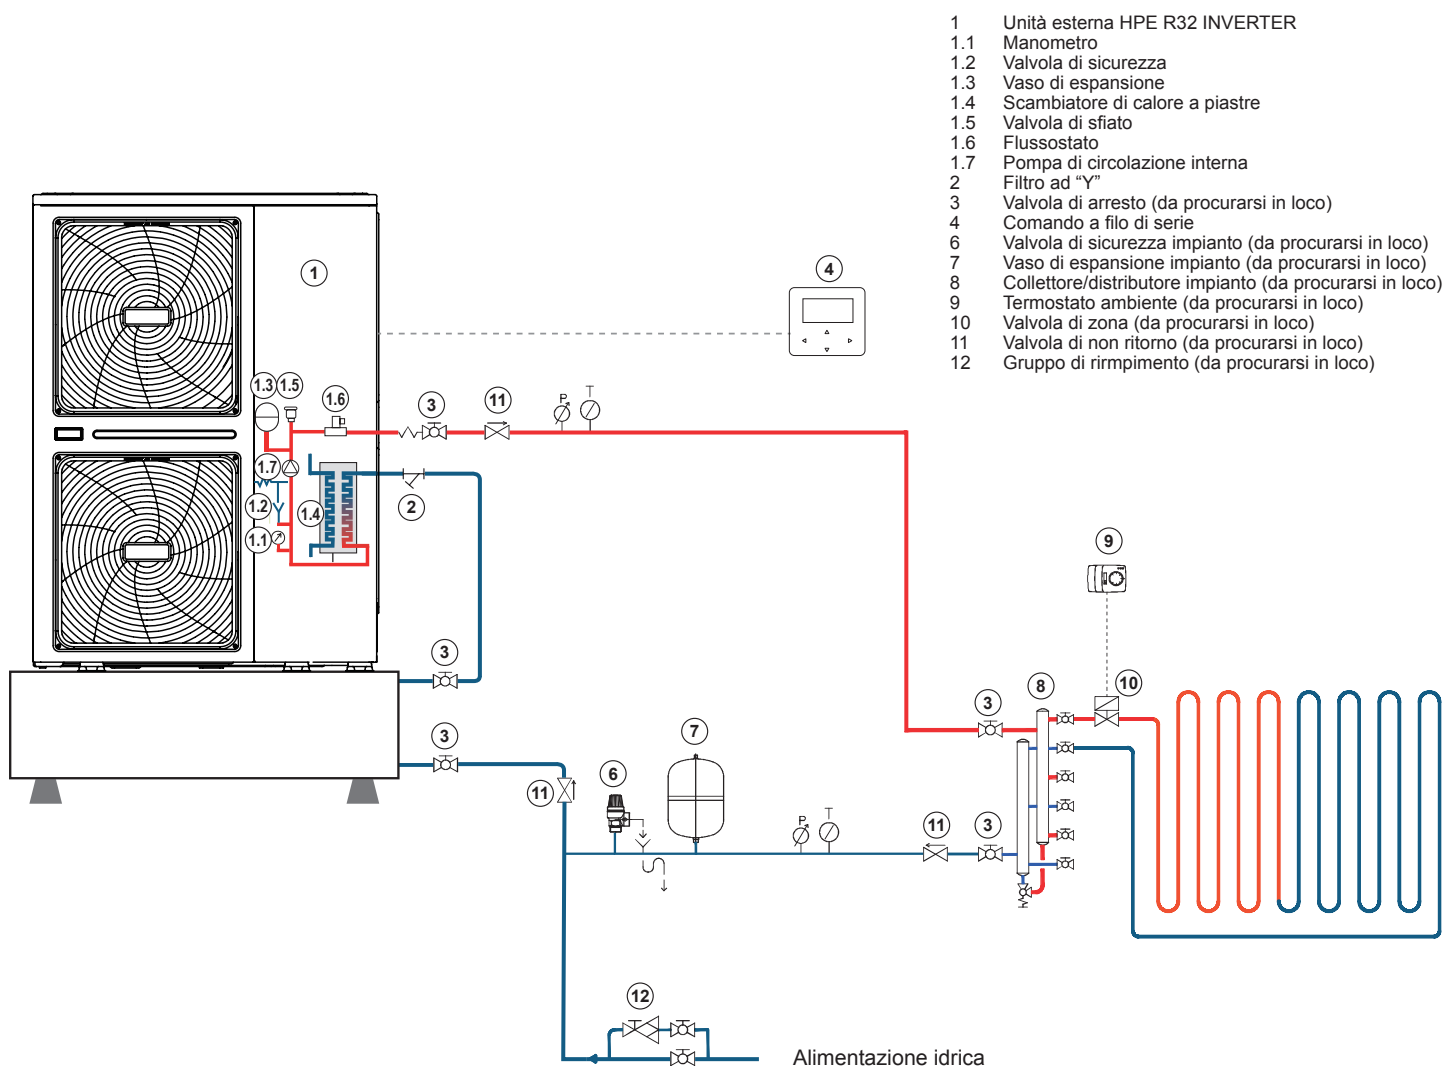 1 Unità esterna HPE R32 INVERTER
1.1 Manometro
1.2 Valvola di sicurezza
1.3 Vaso di espansione
1.4 Scambiatore di calore a piastre
1.5 Valvola di sfiato
1.6 Flussostato
1.7 Pompa di circolazione interna
2 Filtro ad “Y”
3 Valvola di arresto (da procurarsi in loco)
4 Comando a filo di serie
6 Valvola di sicurezza impianto (da procurarsi in loco)
7 Vaso di espansione impianto (da procurarsi in loco)
8 Collettore/distributore impianto (da procurarsi in loco)
9 Termostato ambiente (da procurarsi in loco)
10 Valvola di zona (da procurarsi in loco)
11 Valvola di non ritorno (da procurarsi in loco)
12 Gruppo di rirmpimento (da procurarsi in loco)
1
4
1.3 1.5
1.6
3
11
P
T
1.7
1.2
1.4
2
1.1
9
3
8
10
3
3
7
6
11
P
T
11
3
12
Alimentazione idrica